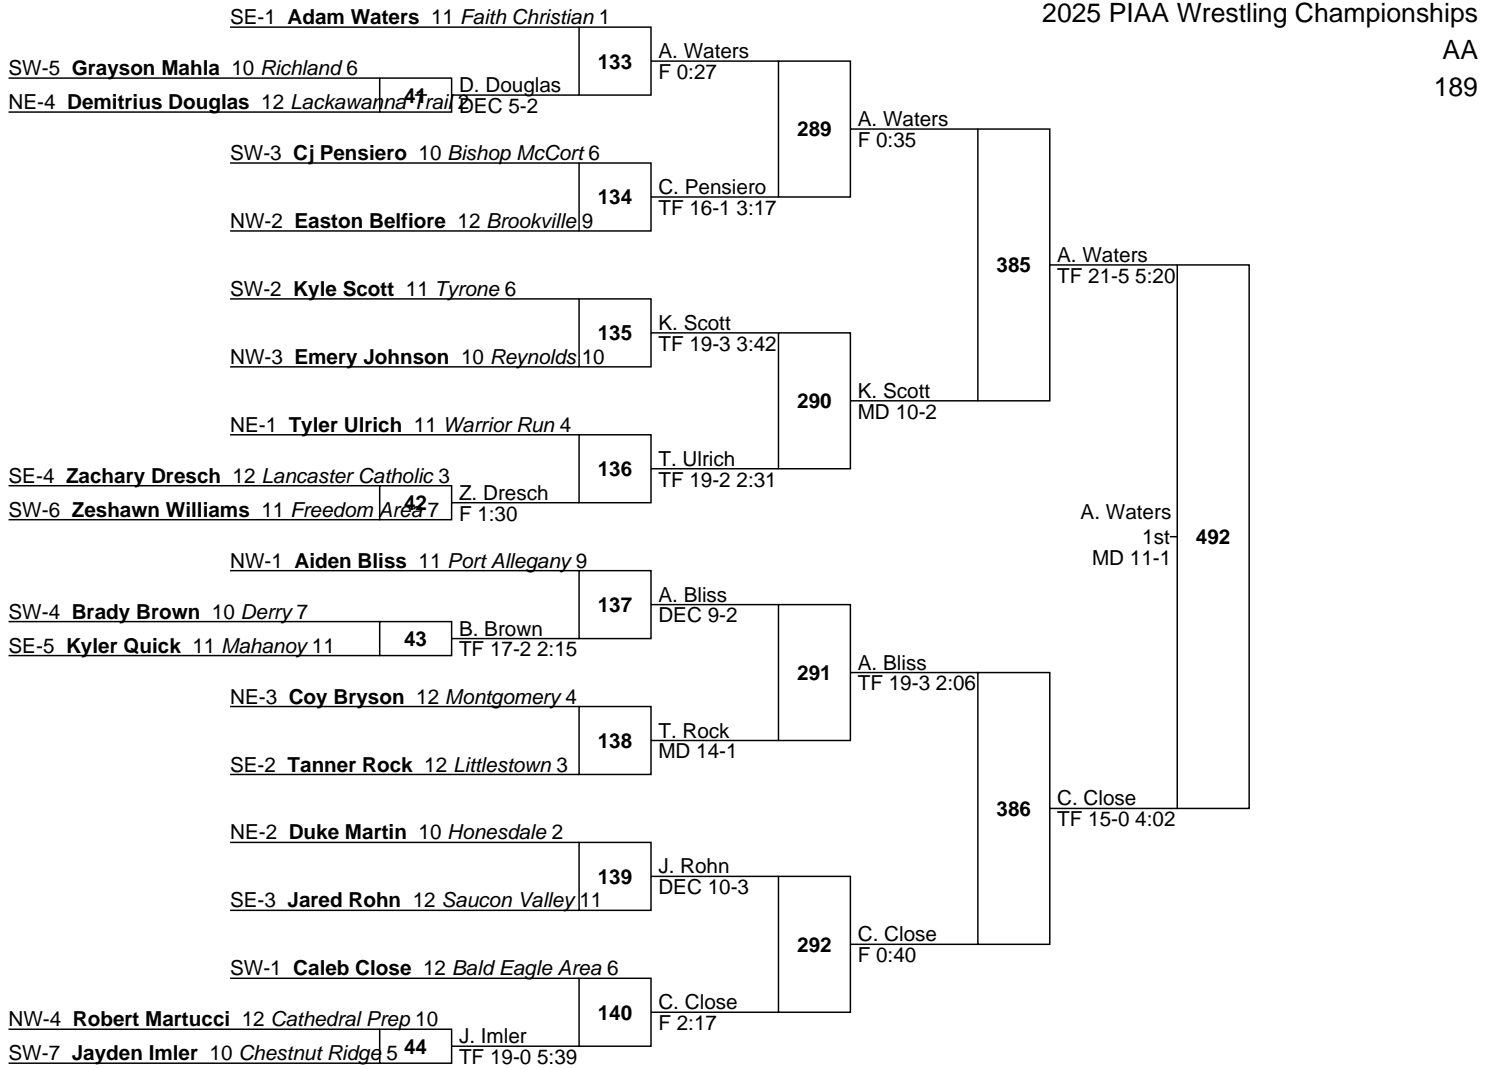 2025 PIAA Wrestling Championships
AA
189
SE-1 Adam Waters 11 Faith Christian 1
133
A. Waters
F 0:27
SW-5 Grayson Mahla 10 Richland 6
41
D. Douglas
DEC 5-2
NE-4 Demitrius Douglas 12 Lackawanna Trail 2
289
A. Waters
F 0:35
SW-3 Cj Pensiero 10 Bishop McCort 6
134
C. Pensiero
TF 16-1 3:17
NW-2 Easton Belfiore 12 Brookville 9
385
A. Waters
TF 21-5 5:20
SW-2 Kyle Scott 11 Tyrone 6
135
K. Scott
TF 19-3 3:42
NW-3 Emery Johnson 10 Reynolds 10
290
K. Scott
MD 10-2
NE-1 Tyler Ulrich 11 Warrior Run 4
136
T. Ulrich
TF 19-2 2:31
SE-4 Zachary Dresch 12 Lancaster Catholic 3
42
Z. Dresch
F 1:30
SW-6 Zeshawn Williams 11 Freedom Area 7
A. Waters
1st
MD 11-1
492
NW-1 Aiden Bliss 11 Port Allegany 9
137
A. Bliss
DEC 9-2
SW-4 Brady Brown 10 Derry 7
43
B. Brown
TF 17-2 2:15
SE-5 Kyler Quick 11 Mahanoy 11
291
A. Bliss
TF 19-3 2:06
NE-3 Coy Bryson 12 Montgomery 4
138
T. Rock
MD 14-1
SE-2 Tanner Rock 12 Littlestown 3
386
C. Close
TF 15-0 4:02
NE-2 Duke Martin 10 Honesdale 2
139
J. Rohn
DEC 10-3
SE-3 Jared Rohn 12 Saucon Valley 11
292
C. Close
F 0:40
SW-1 Caleb Close 12 Bald Eagle Area 6
140
C. Close
F 2:17
NW-4 Robert Martucci 12 Cathedral Prep 10
44
J. Imler
TF 19-0 5:39
SW-7 Jayden Imler 10 Chestnut Ridge 5